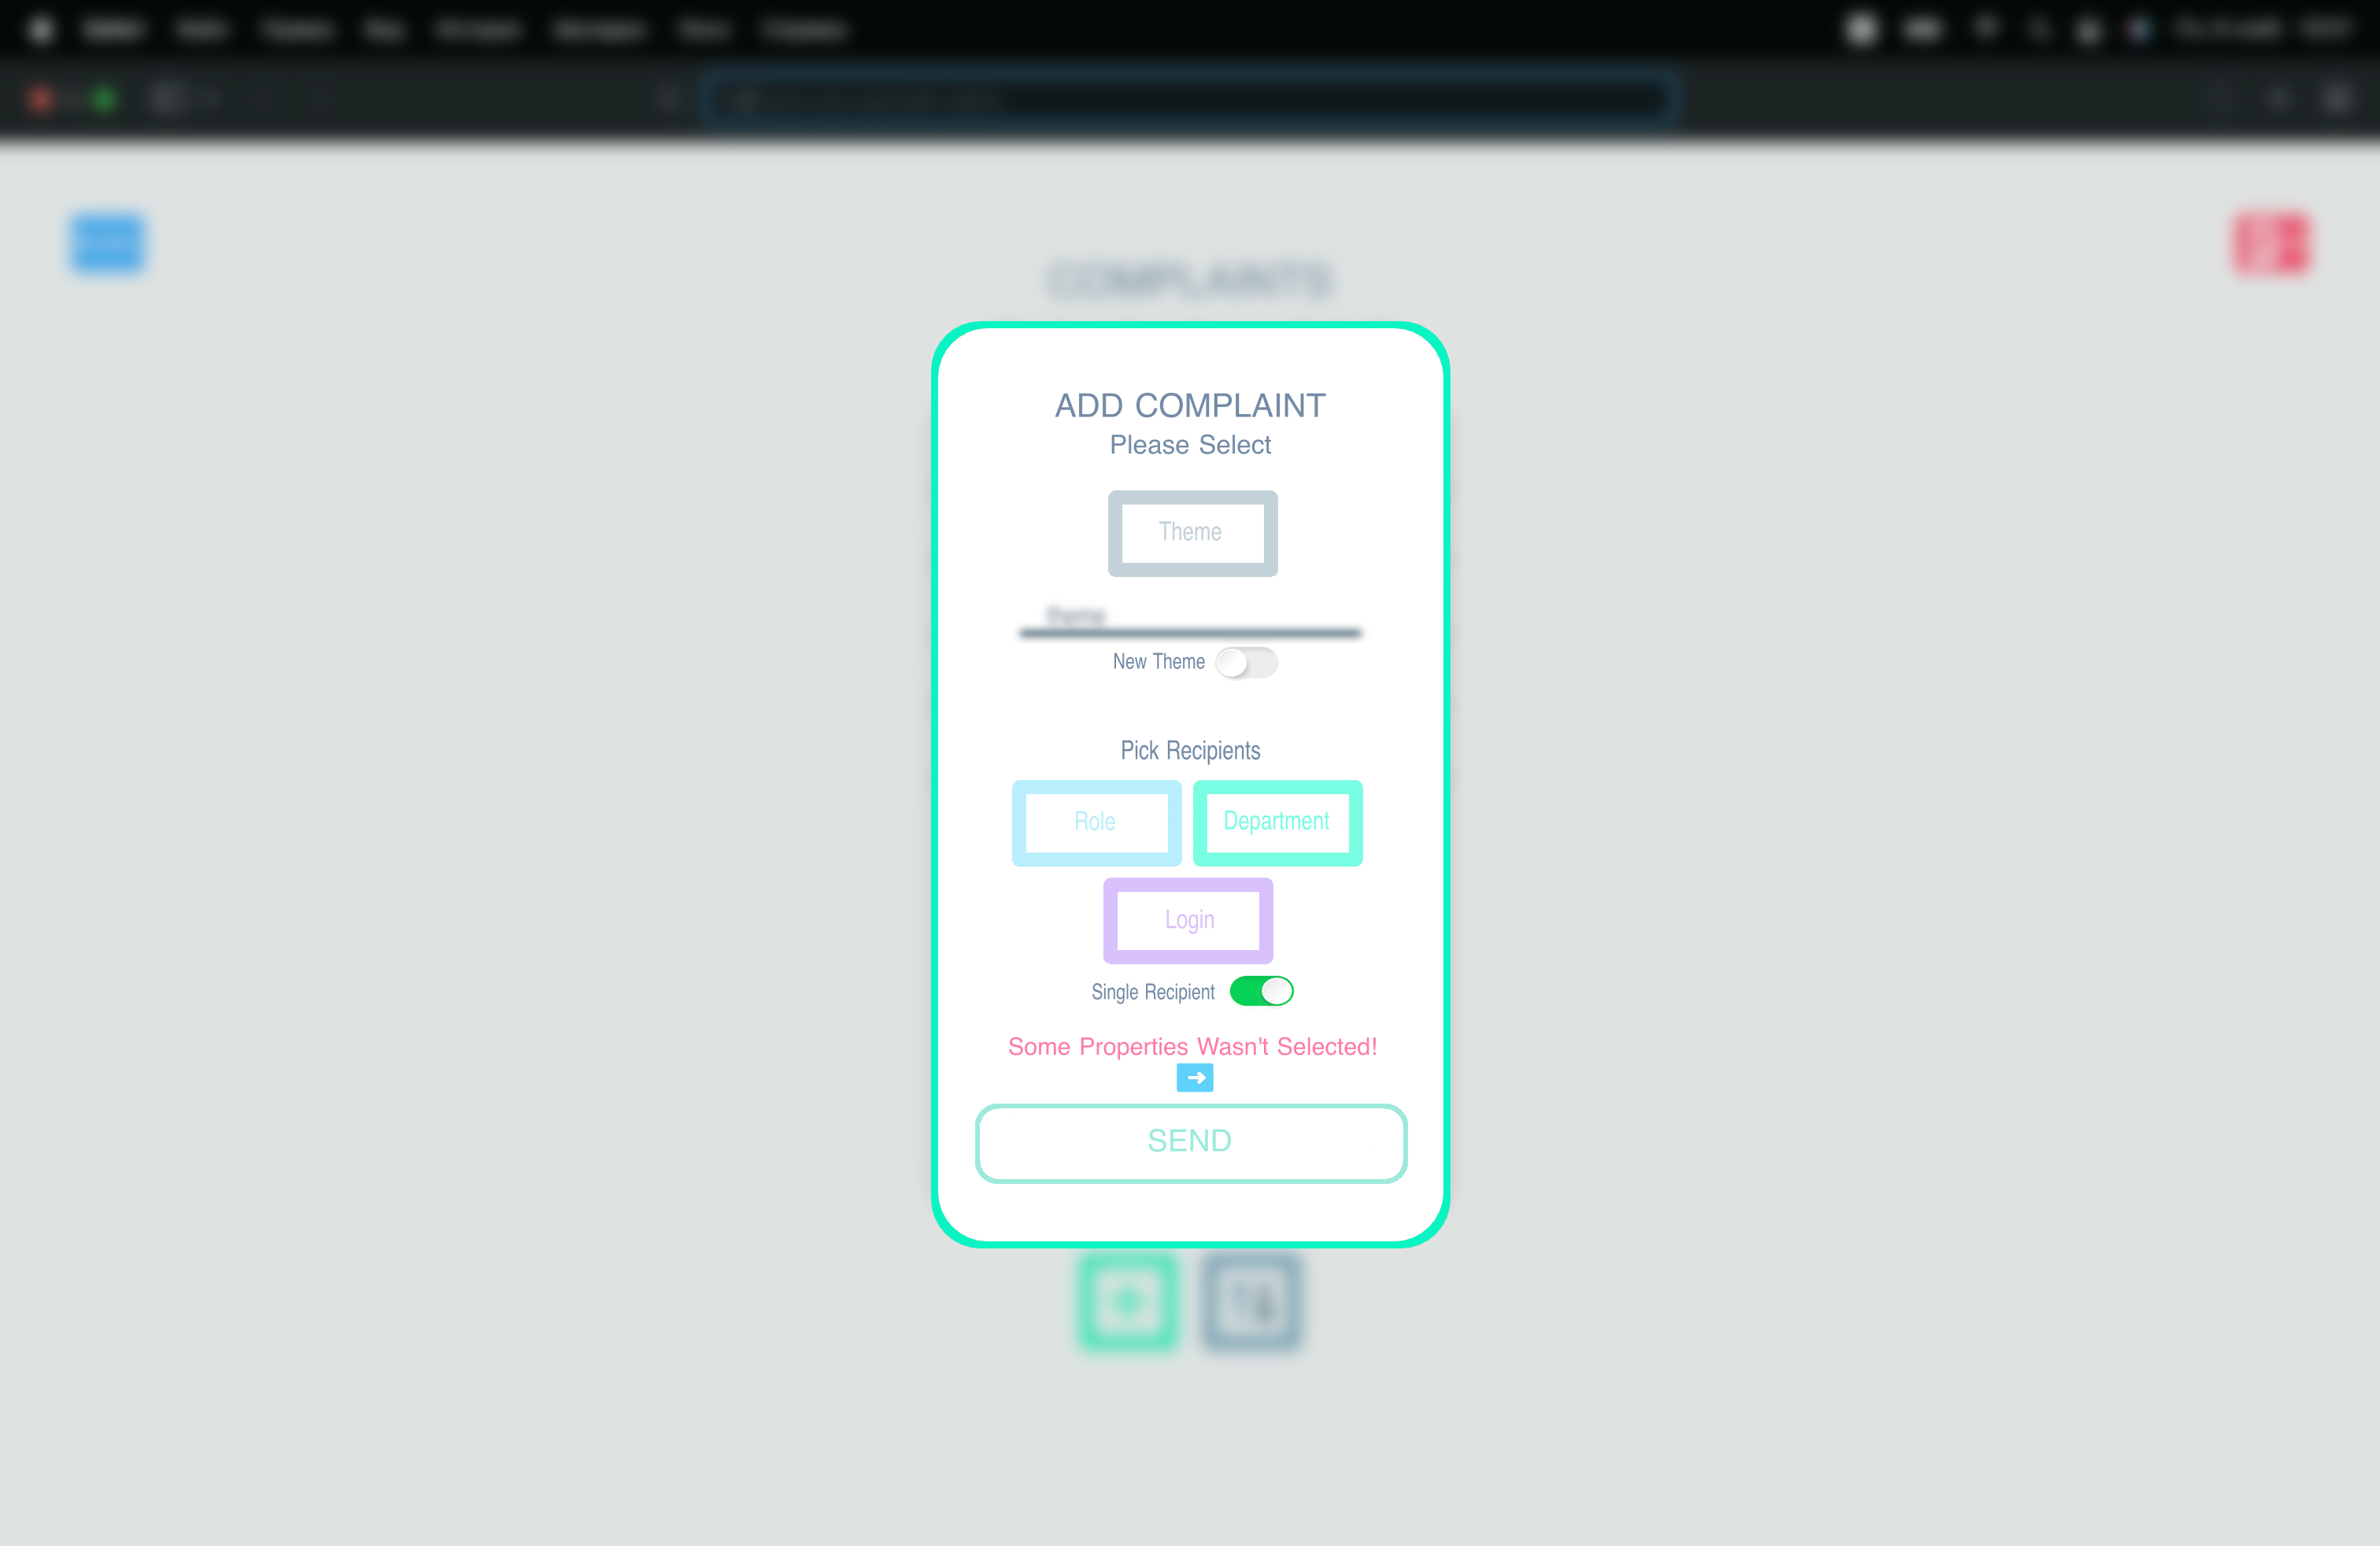 COMPLAINTS
ADD COMPLAINT
Please Select
Theme
theme
New Theme
Pick Recipients
Role
Department
Login
Single Recipient
Some Properties Wasn't Selected!
SEND